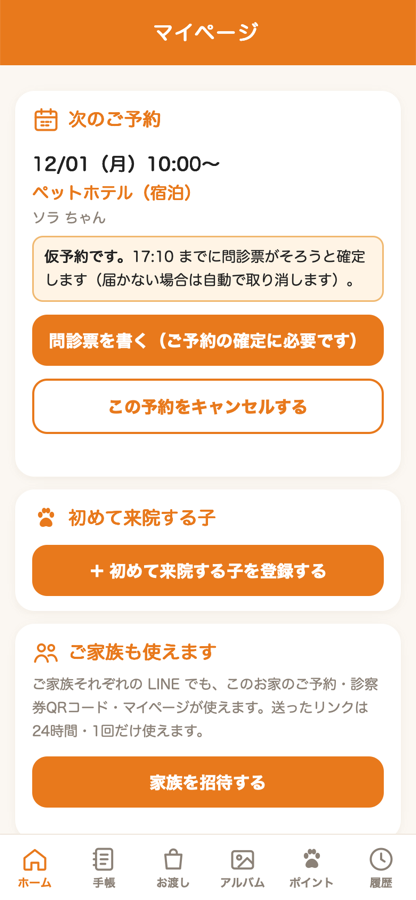 マイページ
次のご予約
12/01（月）10:00〜
ペットホテル（宿泊）
ソラ ちゃん
仮予約です。17:10 までに問診票がそろうと確定
します（届かない場合は自動で取り消します）。
問診票を書く（ご予約の確定に必要です）
この予約をキャンセルする
初めて来院する子
＋ 初めて来院する子を登録する
ご家族も使えます
ご家族それぞれの LINE でも、このお家のご予約・診察
券QRコード・マイページが使えます。送ったリンクは
24時間・1回だけ使えます。
家族を招待する
ホーム
手帳
お渡し
アルバム
ポイント
履歴